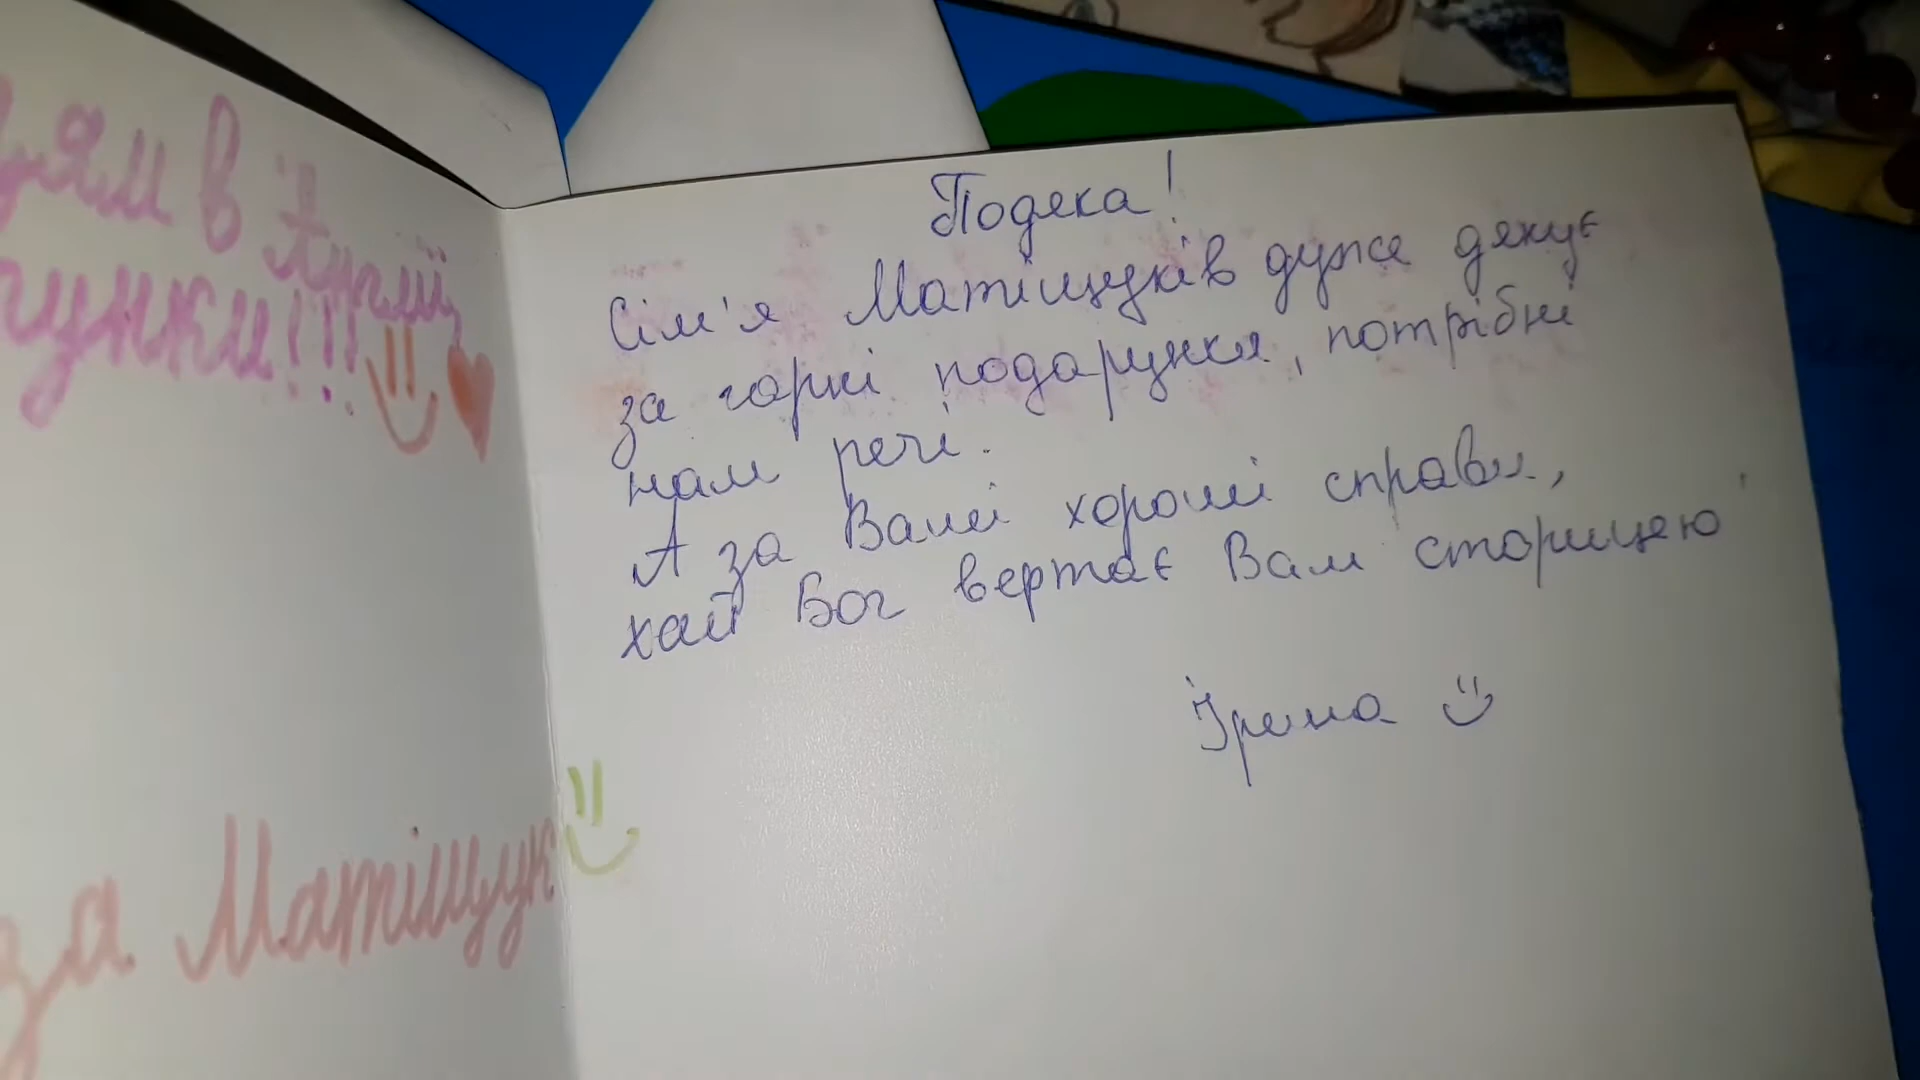 в Англії
Матіщук
Подяка!
Сім'я Матіщуків дуже дякує
за гарні подарунки, потрібні
нам речі.
А за Ваші хороші справи,
хай Бог вертає Вам сторицею
Ірина